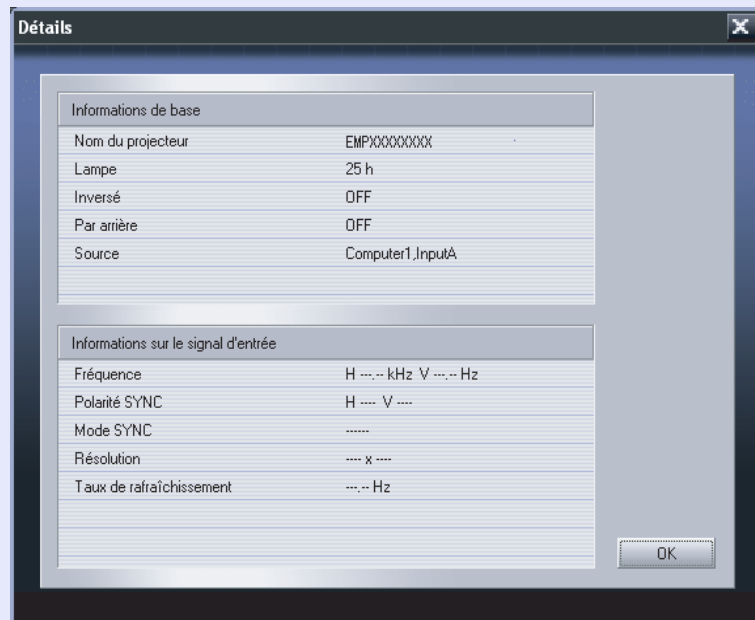 Détails
Informations de base
Nom du projecteur EMPXXXXXXXX
Lampe 25 h
Inversé OFF
Par arrière OFF
Source Computer1,InputA
Informations sur le signal d'entrée
Fréquence H ---.-- kHz V ---.-- Hz
Polarité SYNC H ---- V ----
Mode SYNC ------
Résolution ---- x ----
Taux de rafraîchissement ---.-- Hz
OK